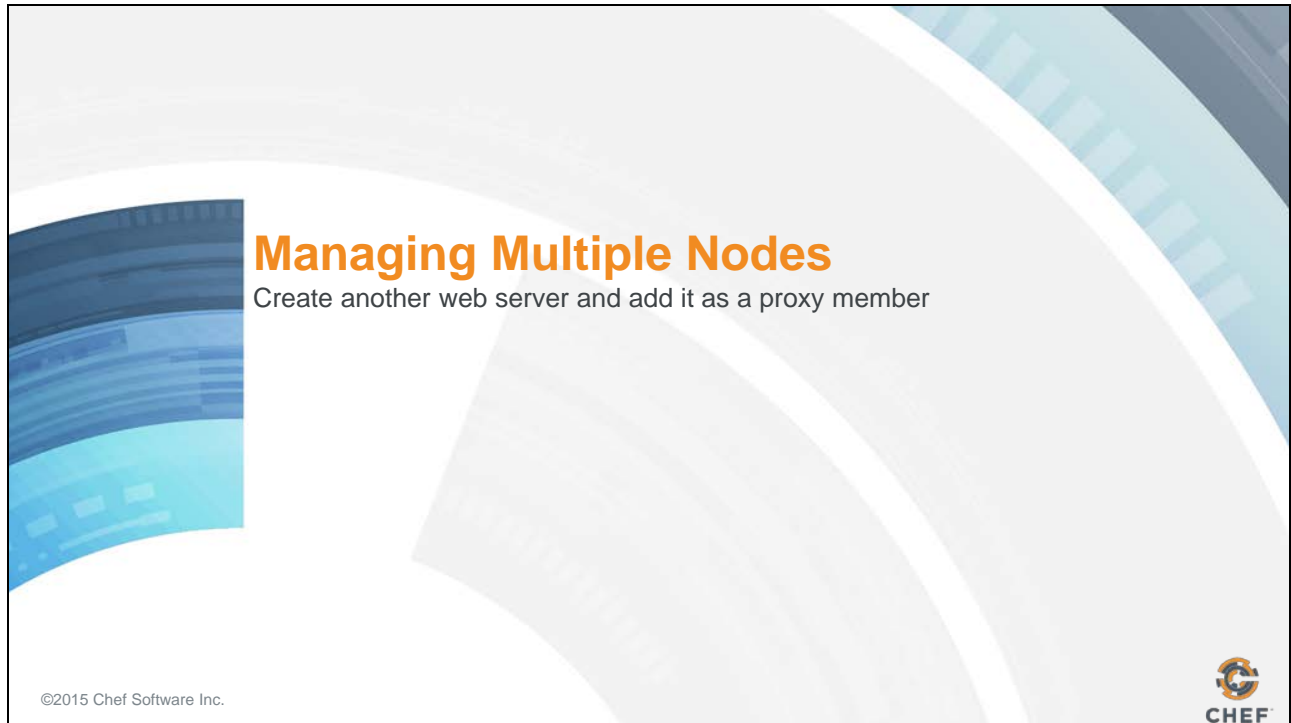 Managing Multiple Nodes
Create another web server and add it as a proxy member
©2015 Chef Software Inc.
CHEF